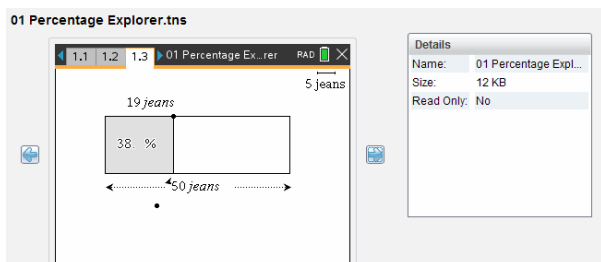 01 Percentage Explorer.tns
1.1 1.2 1.3 01 Percentage Ex...rer RAD
5 jeans
19 jeans
38. %
50 jeans
Details
Name: 01 Percentage Expl...
Size: 12 KB
Read Only: No